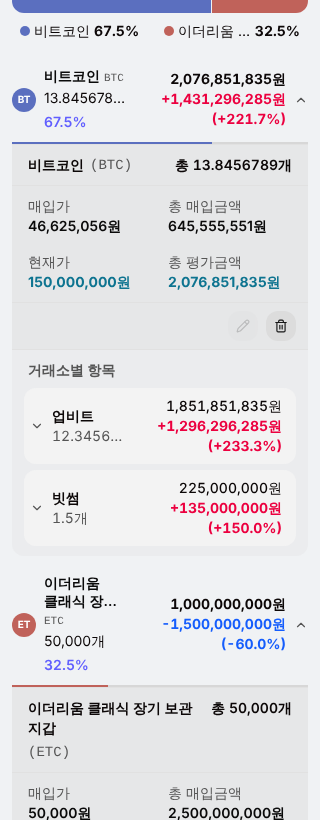 비트코인 67.5% 이더리움 ... 32.5%
비트코인 BTC 2,076,851,835원
BT 13.845678... +1,431,296,285원
67.5% (+221.7%)
비트코인 (BTC) 총 13.8456789개
매입가 총 매입금액
46,625,056원 645,555,551원
현재가 총 평가금액
150,000,000원 2,076,851,835원
거래소별 항목
업비트 1,851,851,835원
12.3456... +1,296,296,285원
(+233.3%)
빗썸 225,000,000원
1.5개 +135,000,000원
(+150.0%)
이더리움
클래식 장... 1,000,000,000원
ET ETC -1,500,000,000원
50,000개 (-60.0%)
32.5%
이더리움 클래식 장기 보관 총 50,000개
지갑
(ETC)
매입가 총 매입금액
50,000원 2,500,000,000원